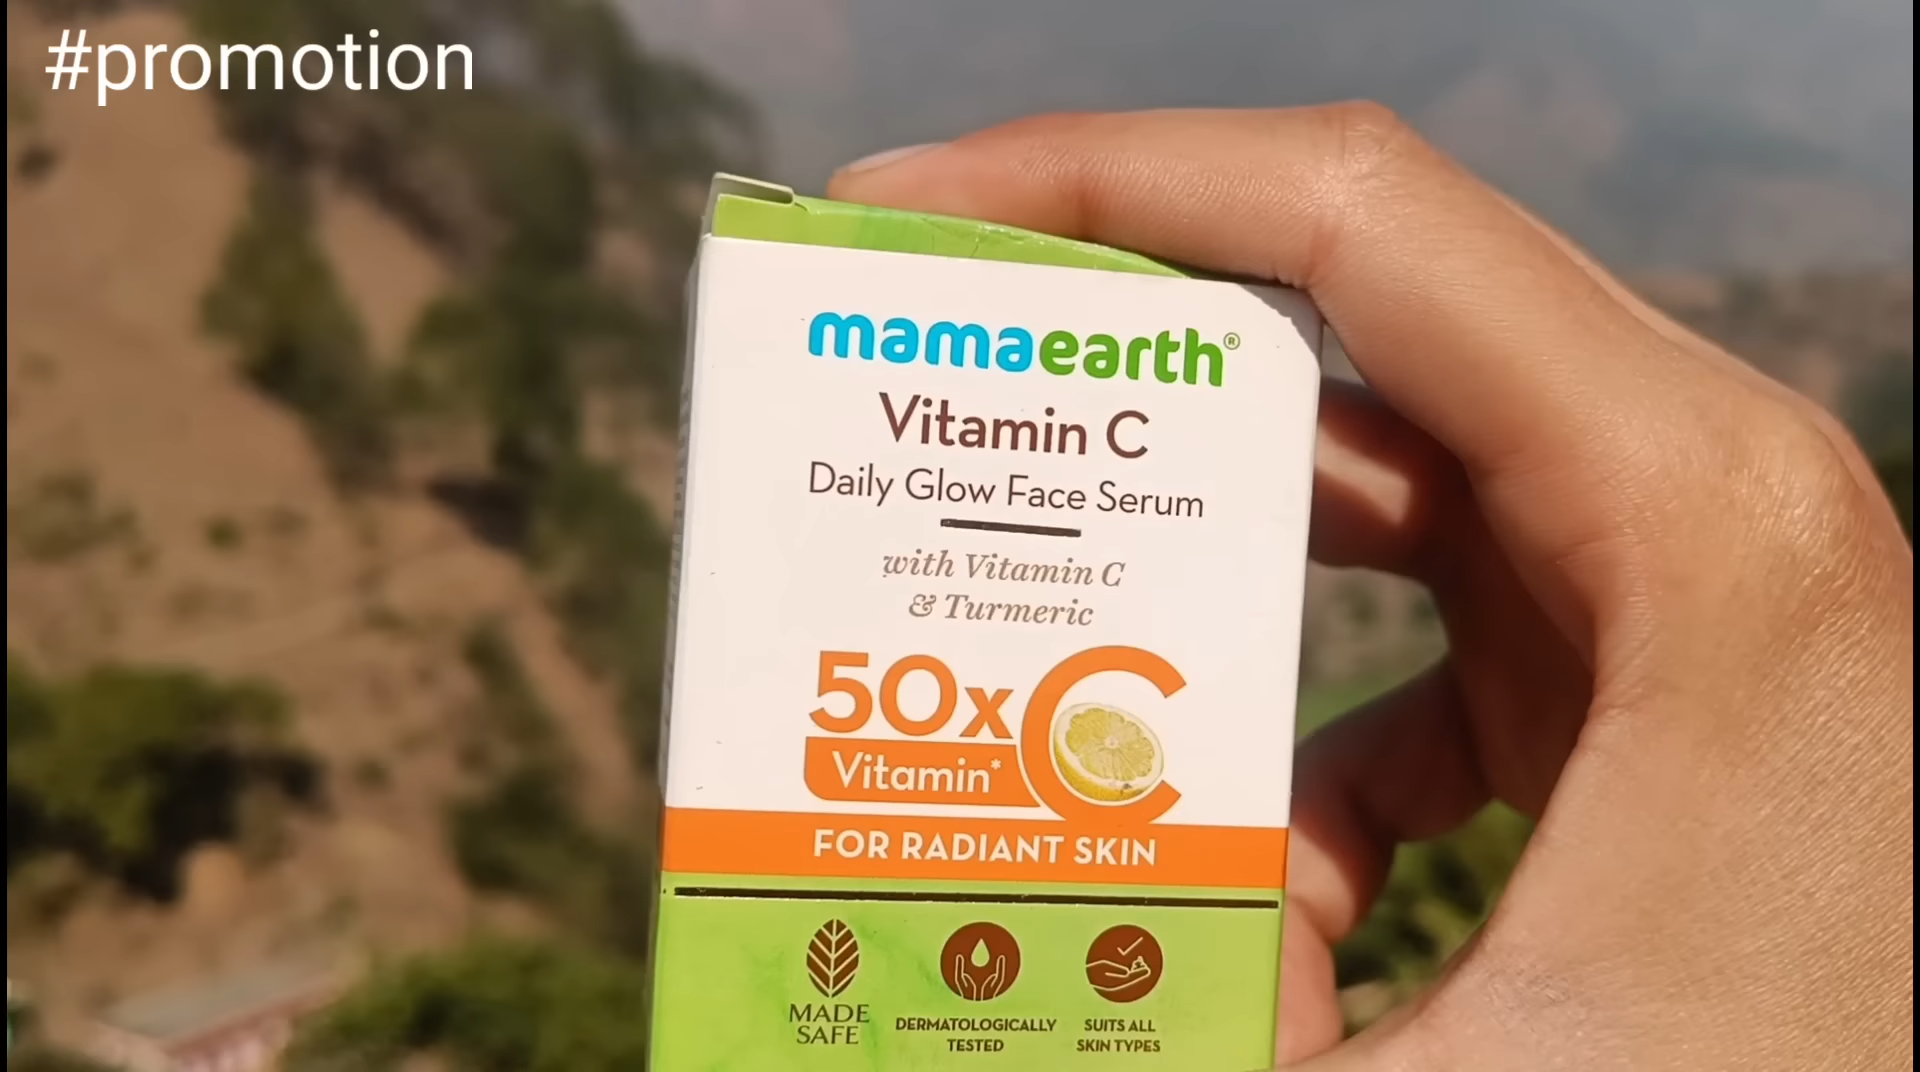 #promotion
mamaearth®
Vitamin C
Daily Glow Face Serum
with Vitamin C
& Turmeric
50x C
Vitamin*
FOR RADIANT SKIN
MADE SAFE
DERMATOLOGICALLY TESTED
SUITS ALL SKIN TYPES